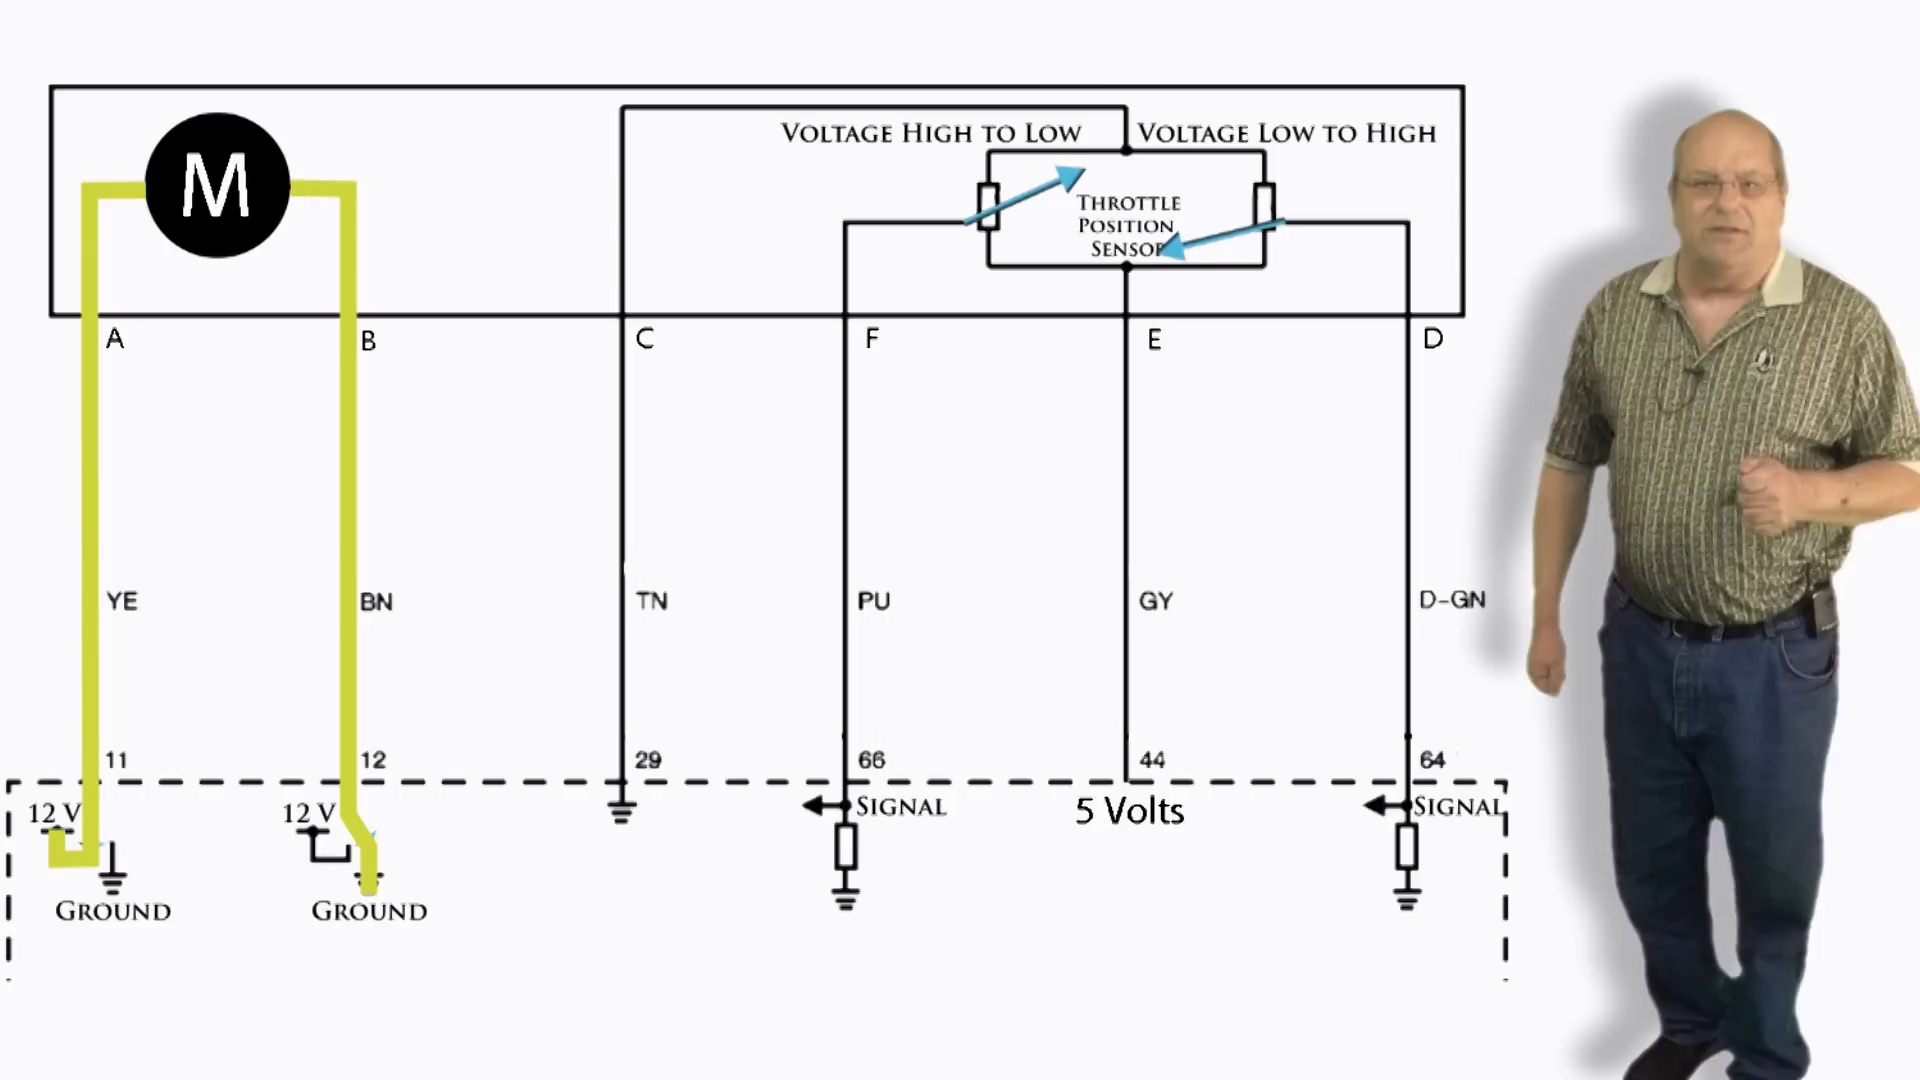 M
VOLTAGE HIGH TO LOW
VOLTAGE LOW TO HIGH
THROTTLE
POSITION
SENSOR
A
B
C
F
E
D
YE
BN
TN
PU
GY
D-GN
11
12
29
66
44
64
12 V
12 V
SIGNAL
5 Volts
SIGNAL
GROUND
GROUND